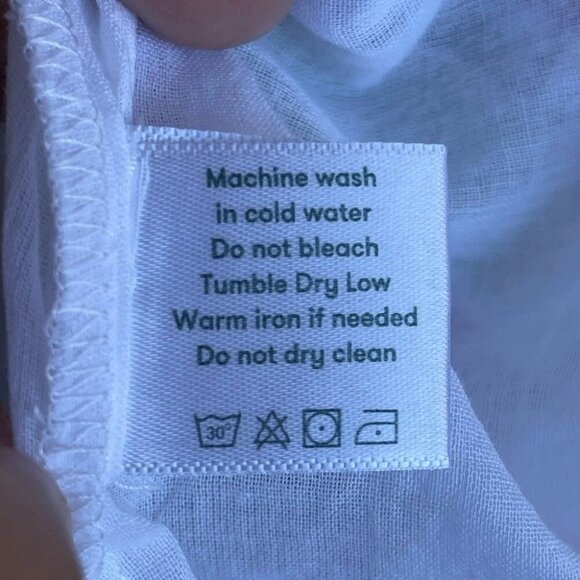 Machine wash
in cold water
Do not bleach
Tumble Dry Low
Warm iron if needed
Do not dry clean
30°